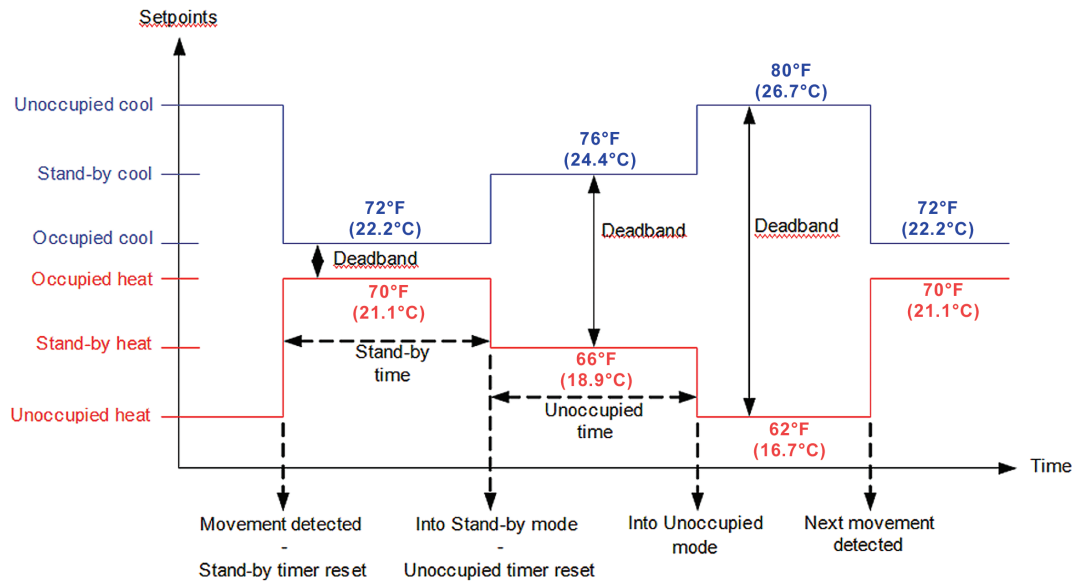 Setpoints
80°F
(26.7°C)
Unoccupied cool
76°F
(24.4°C)
Stand-by cool
72°F
(22.2°C)
Deadband
Deadband
72°F
(22.2°C)
Occupied cool
Deadband
Occupied heat
70°F
(21.1°C)
70°F
(21.1°C)
Stand-by heat
Stand-by
time
66°F
(18.9°C)
Unoccupied heat
Unoccupied
time
62°F
(16.7°C)
Time
Movement detected
-
Stand-by timer reset
Into Stand-by mode
-
Unoccupied timer reset
Into Unoccupied
mode
Next movement
detected